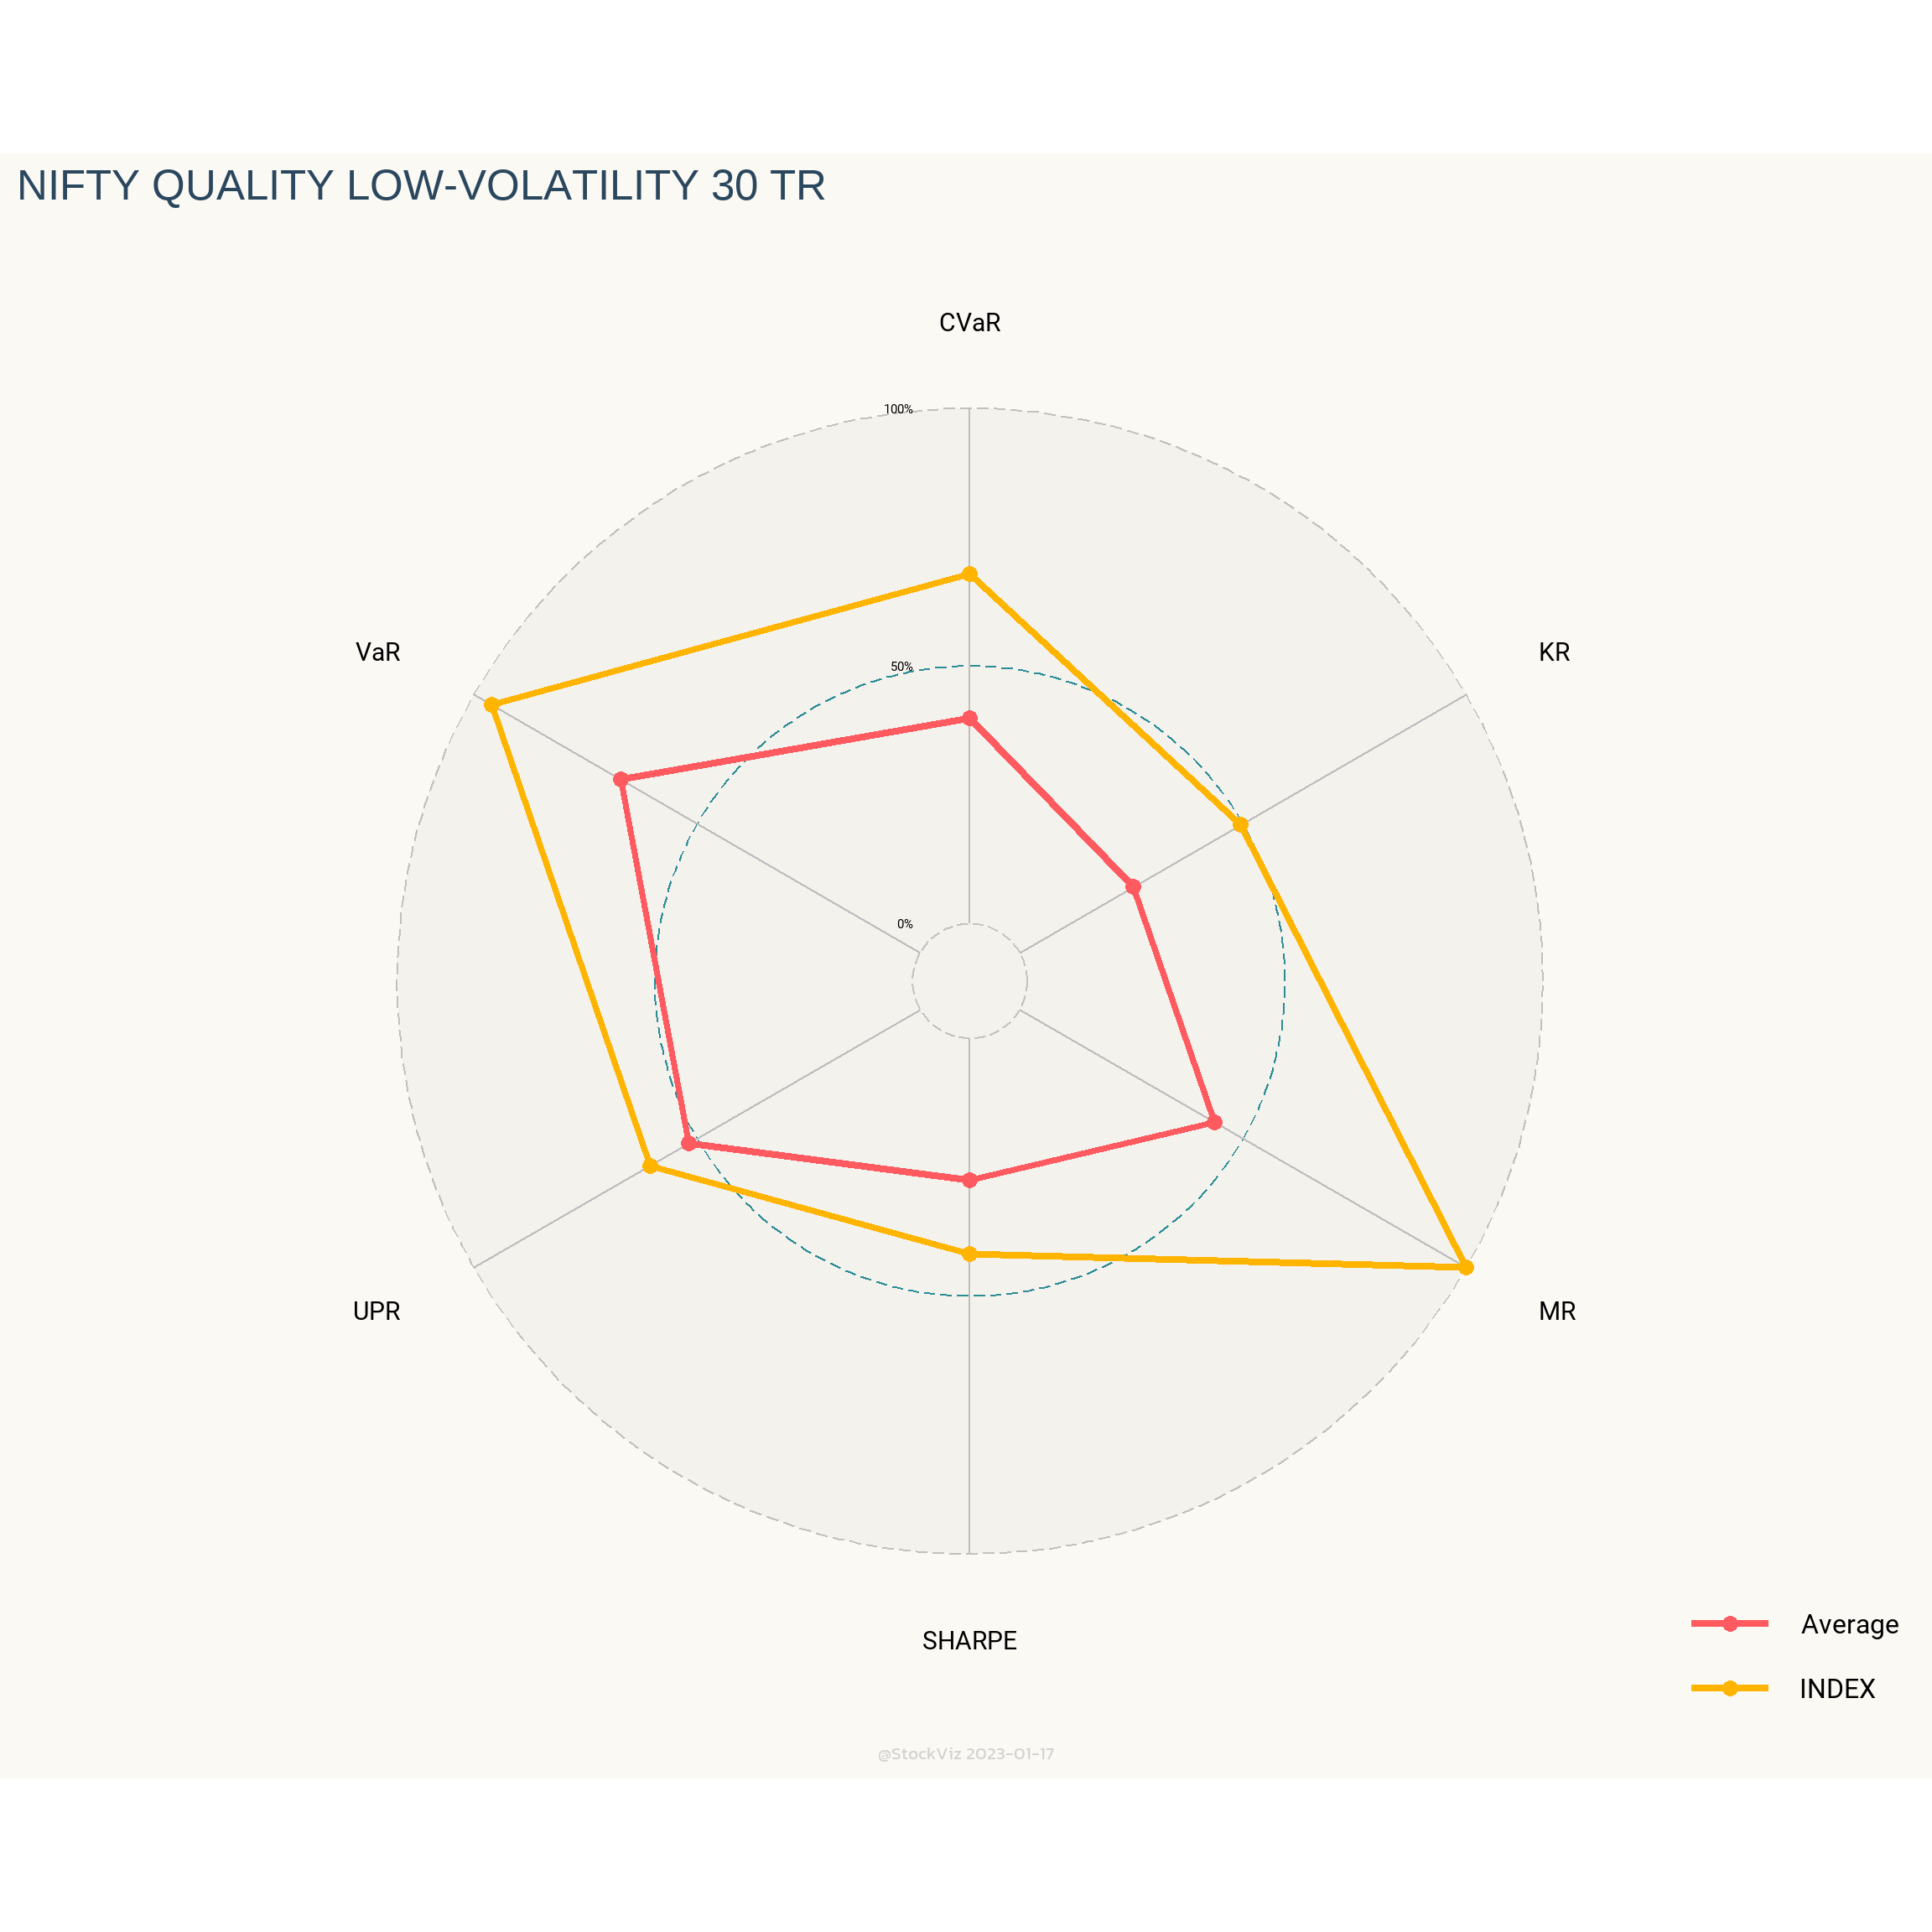 NIFTY QUALITY LOW-VOLATILITY 30 TR
CVaR
100%
VaR
KR
50%
0%
UPR
MR
SHARPE
Average
INDEX
@StockViz 2023-01-17